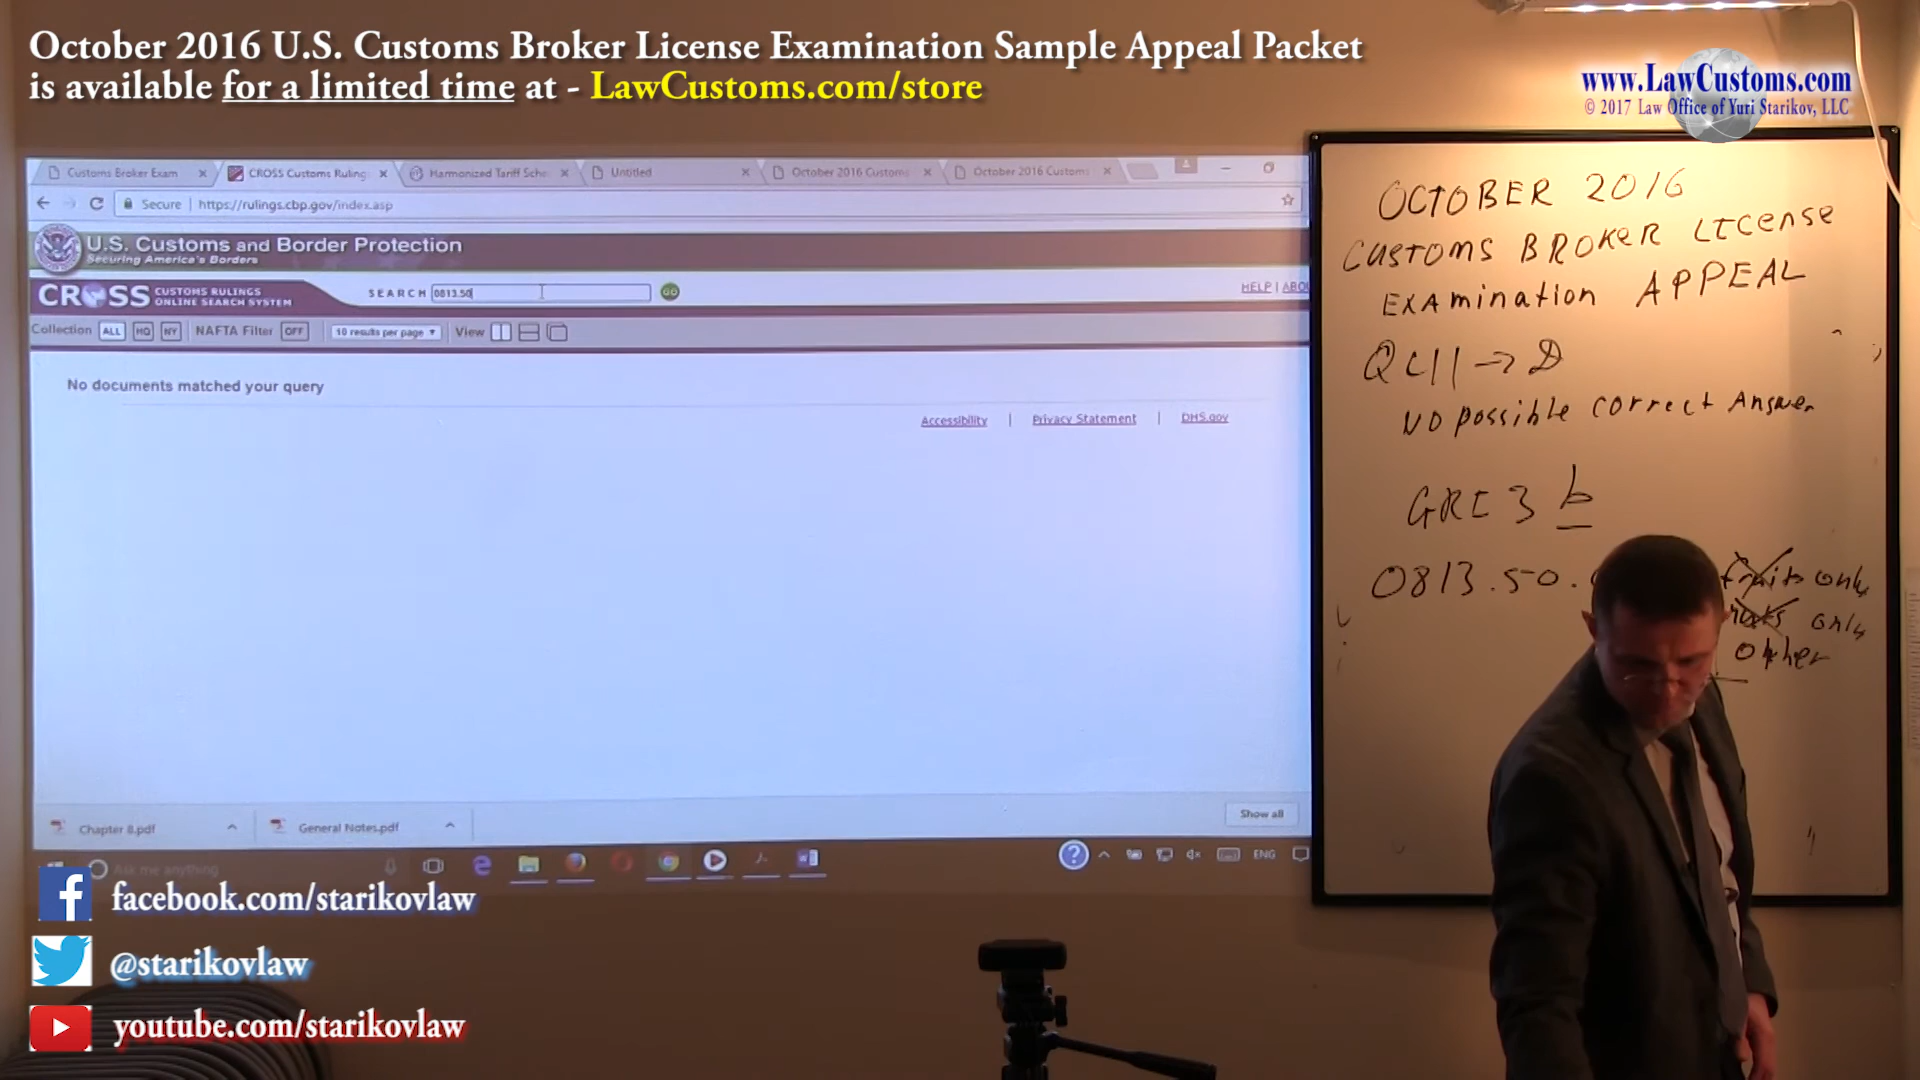 October 2016 U.S. Customs Broker License Examination Sample Appeal Packet
is available for a limited time at - LawCustoms.com/store
www.LawCustoms.com
© 2017 Law Office of Yuri Starikov, LLC
Customs Broker Exam
CROSS Customs Ruling
Harmonized Tariff Sche
Untitled
October 2016 Customs
October 2016 Customs
Secure | https://rulings.cbp.gov/index.asp
U.S. Customs and Border Protection
Securing America's Borders
CROSS CUSTOMS RULINGS ONLINE SEARCH SYSTEM
SEARCH 0813.50 GO
HELP | ABO
Collection ALL HQ NY NAFTA Filter OFF 10 results per page View
No documents matched your query
Accessibility | Privacy Statement | DHS.gov
Chapter 8.pdf
General Notes.pdf
Show all
Ask me anything
ENG
OCTOBER 2016
CUSTOMS BROKER LICENSE
EXAMINATION APPEAL
NO possible correct Answer
GRI 3 b
0813.50.
fruits only
nuts only
other
facebook.com/starikovlaw
@starikovlaw
youtube.com/starikovlaw